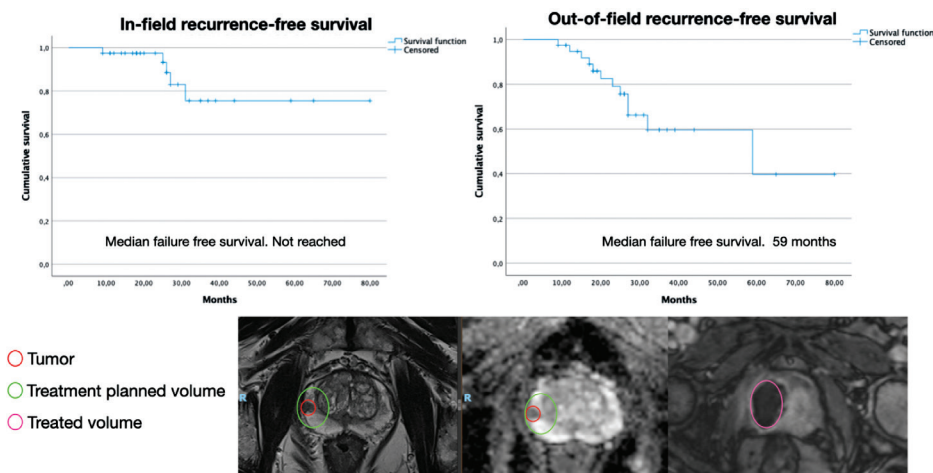 In-field recurrence-free survival
Survival function
Censored
1,0
0,8
0,6
0,4
0,2
0,0
Cumulative survival
Median failure free survival. Not reached
,00 10,00 20,00 30,00 40,00 50,00 60,00 70,00 80,00
Months
Out-of-field recurrence-free survival
Survival function
Censored
1,0
0,8
0,6
0,4
0,2
0,0
Cumulative survival
Median failure free survival. 59 months
,00 10,00 20,00 30,00 40,00 50,00 60,00 70,00 80,00
Months
Tumor
Treatment planned volume
Treated volume
R
R